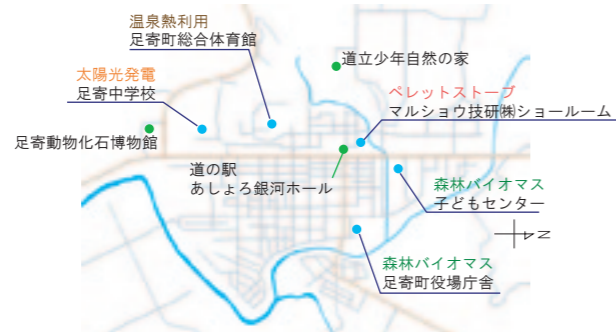 温泉熱利用
足寄町総合体育館
道立少年自然の家
太陽光発電
足寄中学校
ペレットストーブ
マルショウ技研㈱ショールーム
足寄動物化石博物館
道の駅
あしょろ銀河ホール
森林バイオマス
子どもセンター
N
森林バイオマス
足寄町役場庁舎